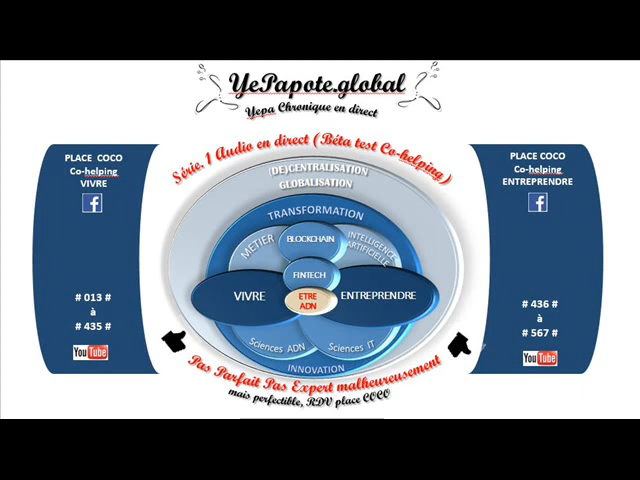 YePapote.global
Yepa Chronique en direct
Série, 1 Audio en direct (Béta test Co-helping)
PLACE COCO
Co-helping
VIVRE
# 013 #
à
# 435 #
YouTube
(DE)CENTRALISATION
GLOBALISATION
TRANSFORMATION
METIER
BLOCKCHAIN
INTELLIGENCE
ARTIFICIELLE
FINTECH
VIVRE
ETRE
ADN
ENTREPRENDRE
Sciences ADN
Sciences IT
INNOVATION
Pas Parfait Pas Expert malheureusement
mais perfectible, RDV place COCO
PLACE COCO
Co-helping
ENTREPRENDRE
# 436 #
à
# 567 #
YouTube